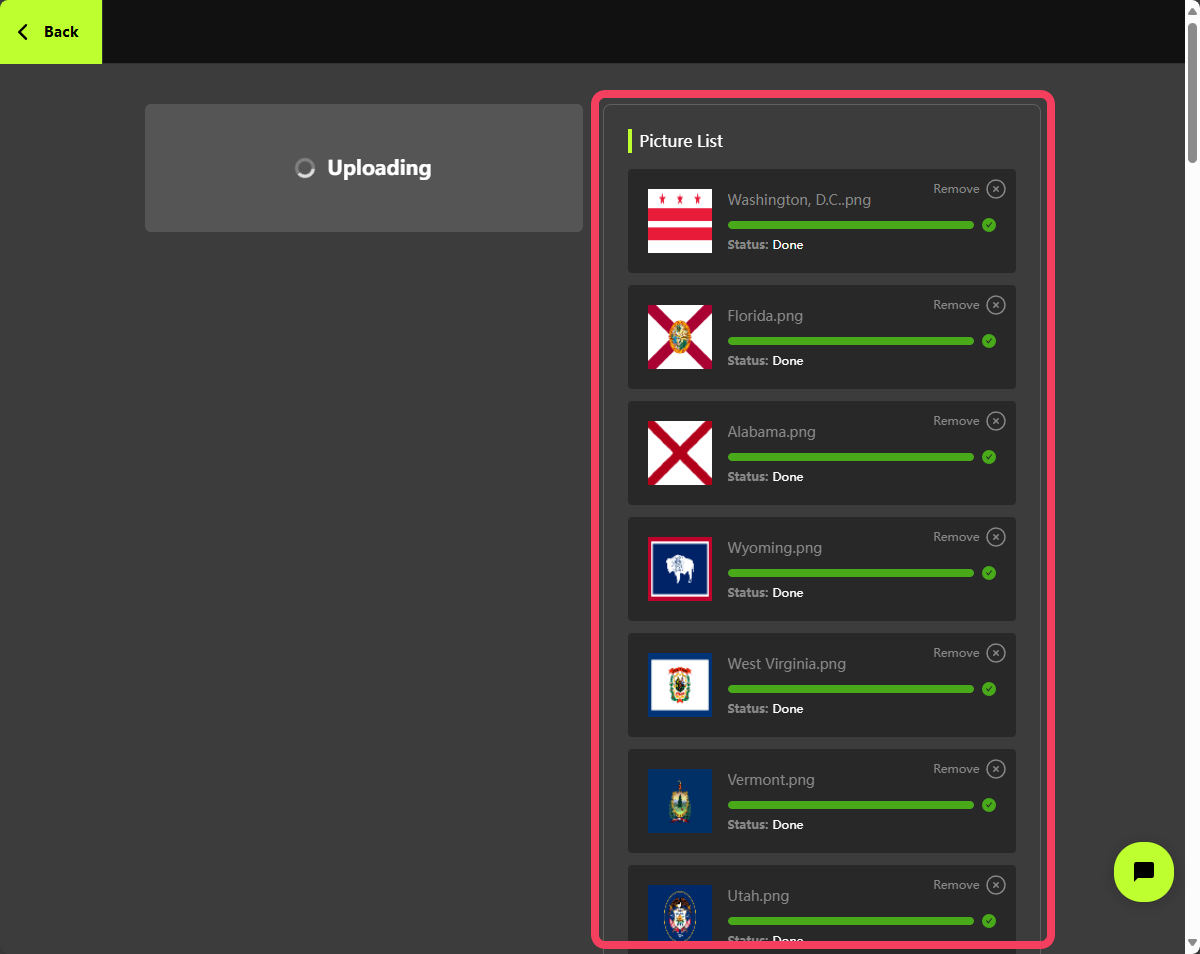 Back
Uploading
Picture List
Remove
Washington, D.C..png
Status: Done
Remove
Florida.png
Status: Done
Remove
Alabama.png
Status: Done
Remove
Wyoming.png
Status: Done
Remove
West Virginia.png
Status: Done
Remove
Vermont.png
Status: Done
Remove
Utah.png
Status: Done